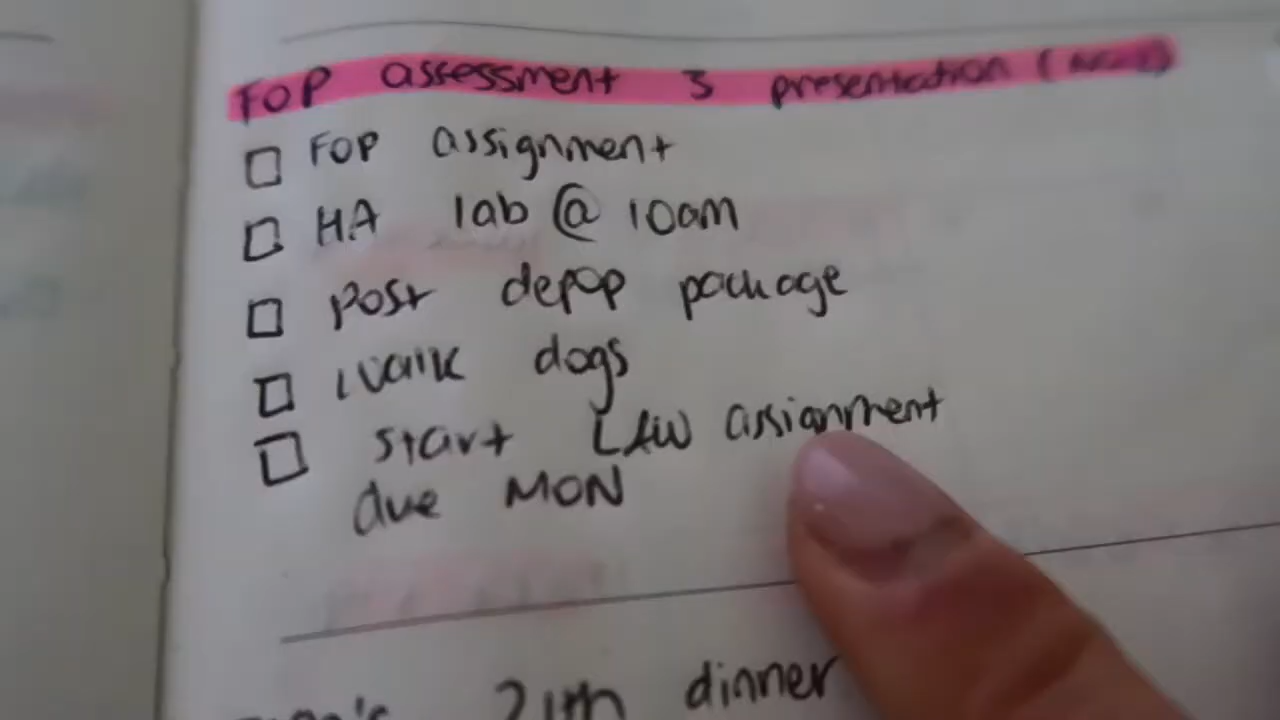 FOP assessment 3 presentation
FOP assignment
HA lab @ 10am
post depop package
walk dogs
start LAW assignment
due MON
21th dinner